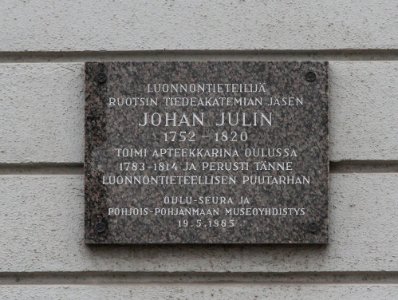 LUONNONTIETEILIJÄ
RUOTSIN TIEDEAKATEMIAN JÄSEN
JOHAN JULIN
1752 - 1820
TOIMI APTEEKKARINA OULUSSA
1783-1814 JA PERUSTI TÄNNE
LUONNONTIETEELLISEN PUUTARHAN
OULU-SEURA JA
POHJOIS-POHJANMAAN MUSEOYHDISTYS
19.5.1985